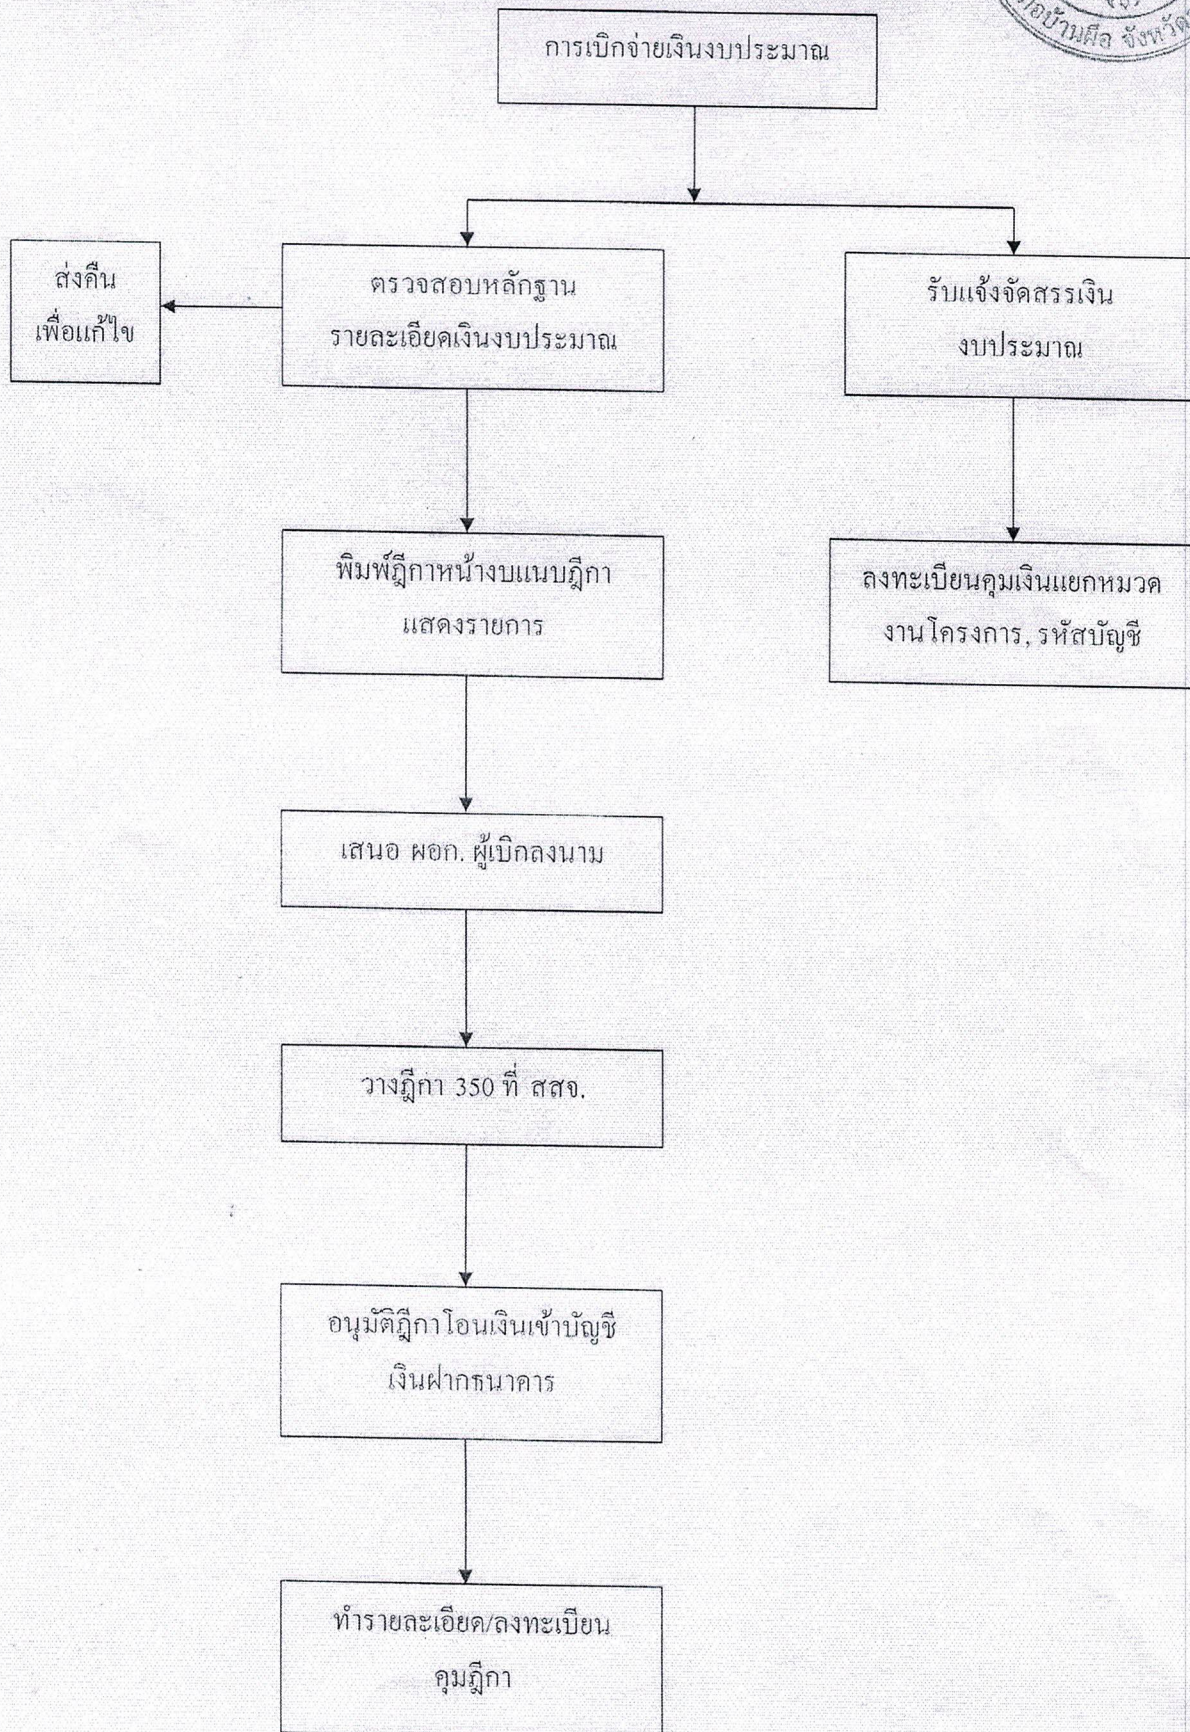 การเบิกจ่ายเงินงบประมาณ
อบ้านผือ จังหวัด
ส่งคืน
เพื่อแก้ไข
ตรวจสอบหลักฐาน
รายละเอียดเงินงบประมาณ
รับแจ้งจัดสรรเงิน
งบประมาณ
พิมพ์ฎีกาหน้างบแนบฎีกา
แสดงรายการ
ลงทะเบียนคุมเงินแยกหมวด
งานโครงการ, รหัสบัญชี
เสนอ ผอก. ผู้เบิกลงนาม
วางฎีกา 350 ที่ สสจ.
อนุมัติฎีกาโอนเงินเข้าบัญชี
เงินฝากธนาคาร
ทำรายละเอียด/ลงทะเบียน
คุมฎีกา